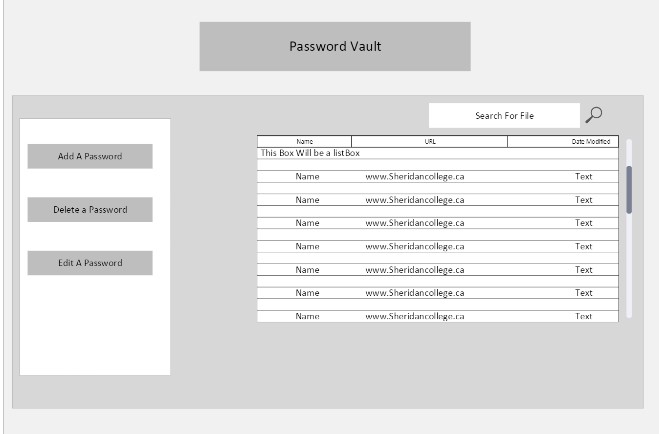 Password Vault
Search For File
Add A Password
Delete a Password
Edit A Password
Name URL Date Modified
This Box Will be a listBox
Name www.Sheridancollege.ca Text
Name www.Sheridancollege.ca Text
Name www.Sheridancollege.ca Text
Name www.Sheridancollege.ca Text
Name www.Sheridancollege.ca Text
Name www.Sheridancollege.ca Text
Name www.Sheridancollege.ca Text